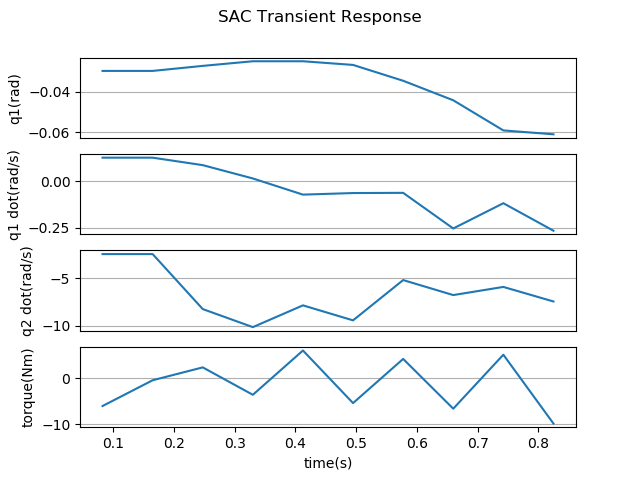 SAC Transient Response
q1(rad)
−0.04
−0.06
q1 dot(rad/s)
0.00
−0.25
q2 dot(rad/s)
−5
−10
torque(Nm)
0
−10
0.1 0.2 0.3 0.4 0.5 0.6 0.7 0.8
time(s)